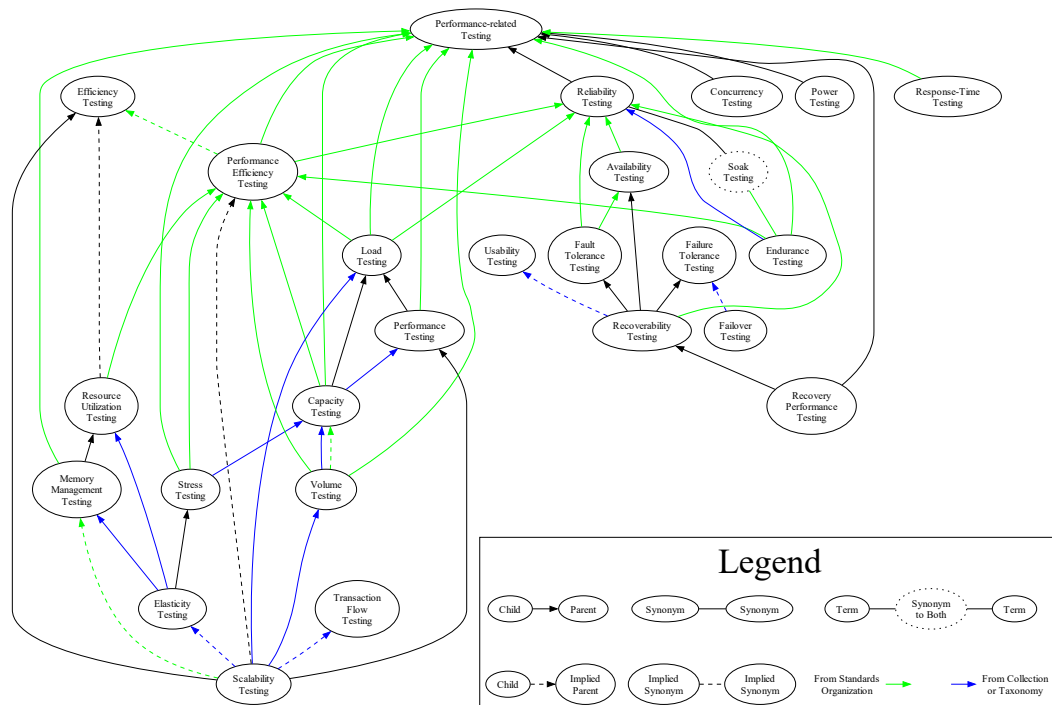 Performance-related
Testing
Efficiency
Testing
Reliability
Testing
Concurrency
Testing
Power
Testing
Response-Time
Testing
Performance
Efficiency
Testing
Availability
Testing
Soak
Testing
Load
Testing
Usability
Testing
Fault
Tolerance
Testing
Failure
Tolerance
Testing
Endurance
Testing
Performance
Testing
Recoverability
Testing
Failover
Testing
Resource
Utilization
Testing
Capacity
Testing
Recovery
Performance
Testing
Memory
Management
Testing
Stress
Testing
Volume
Testing
Elasticity
Testing
Transaction
Flow
Testing
Scalability
Testing
Legend
Child
Parent
Synonym
Synonym
Term
Synonym
to Both
Term
Child
Implied
Parent
Implied
Synonym
Implied
Synonym
From Standards
Organization
From Collection
or Taxonomy